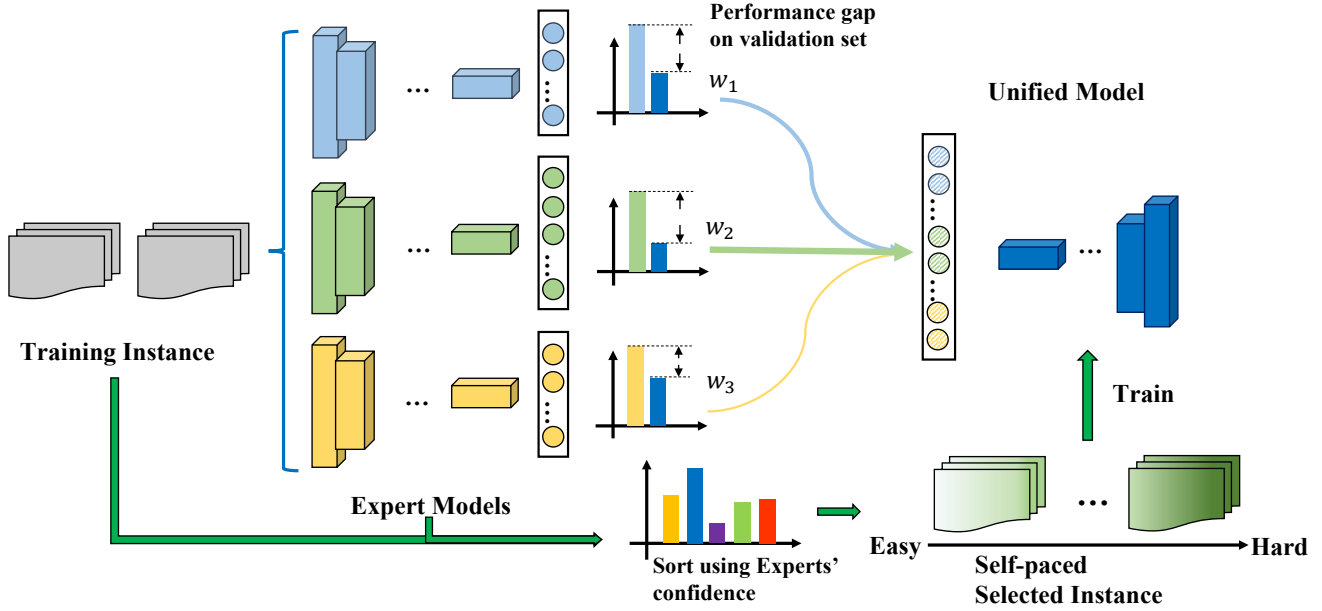 Performance gap
on validation set
w₁
Unified Model
...
w₂
...
...
Training Instance
w₃
...
Train
Expert Models
...
Easy
Hard
Sort using Experts’
confidence
Self-paced
Selected Instance